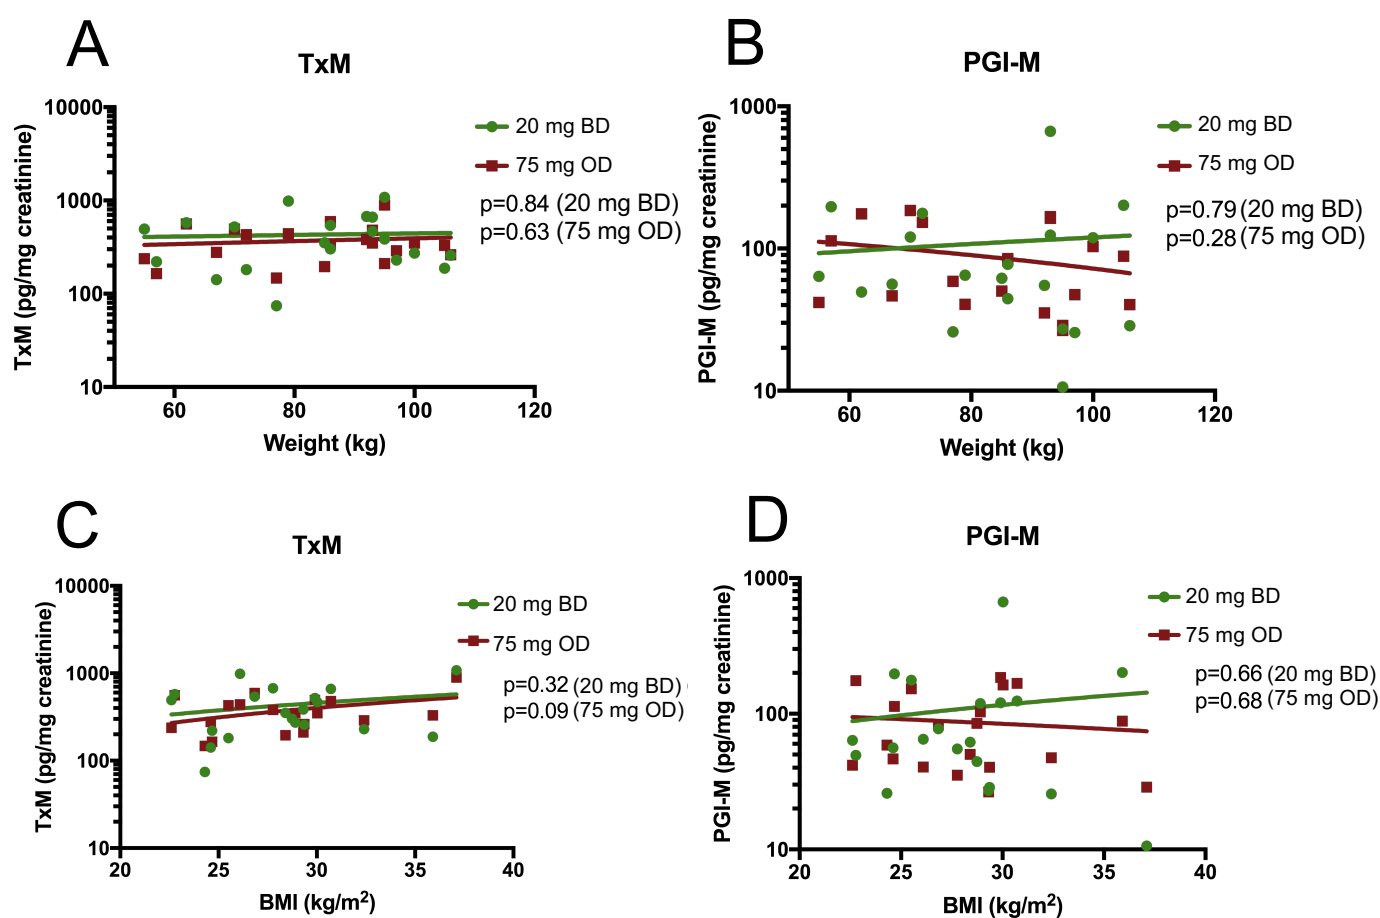 A
TxM
10000
1000
100
10
60
80
100
120
TxM (pg/mg creatinine)
Weight (kg)
20 mg BD
75 mg OD
p=0.84 (20 mg BD)
p=0.63 (75 mg OD)
B
PGI-M
1000
100
10
60
80
100
120
PGI-M (pg/mg creatinine)
Weight (kg)
20 mg BD
75 mg OD
p=0.79 (20 mg BD)
p=0.28 (75 mg OD)
C
TxM
10000
1000
100
10
20
25
30
35
40
TxM (pg/mg creatinine)
BMI (kg/m²)
20 mg BD
75 mg OD
p=0.32 (20 mg BD)
p=0.09 (75 mg OD)
D
PGI-M
1000
100
10
20
25
30
35
40
PGI-M (pg/mg creatinine)
BMI (kg/m²)
20 mg BD
75 mg OD
p=0.66 (20 mg BD)
p=0.68 (75 mg OD)